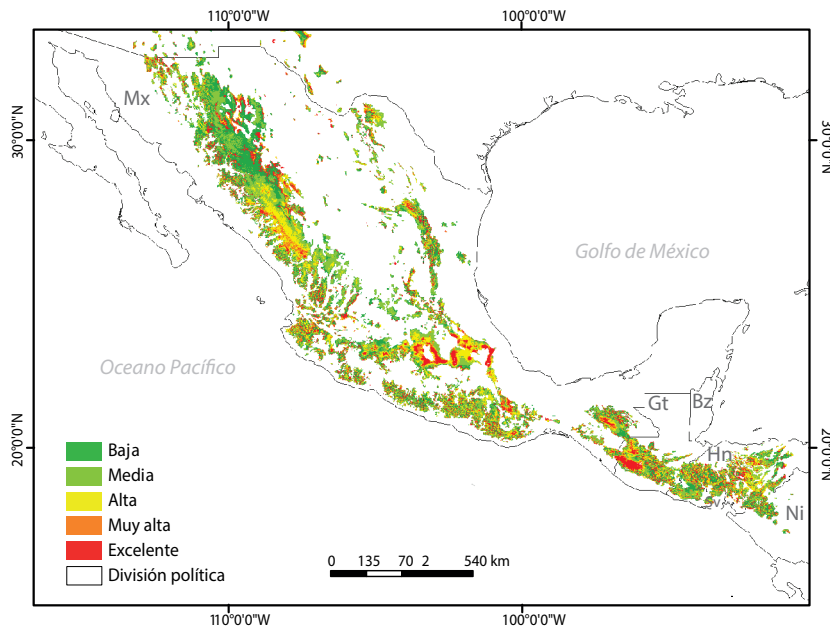 110°0'0"W 100°0'0"W
30°0'0"N
30°0'0"N
Mx
Golfo de México
Oceano Pacífico
Gt
Bz
20°0'0"N
20°0'0"N
Hn
Ni
Baja
Media
Alta
Muy alta
Excelente
División política
0 135 70 2 540 km
110°0'0"W 100°0'0"W